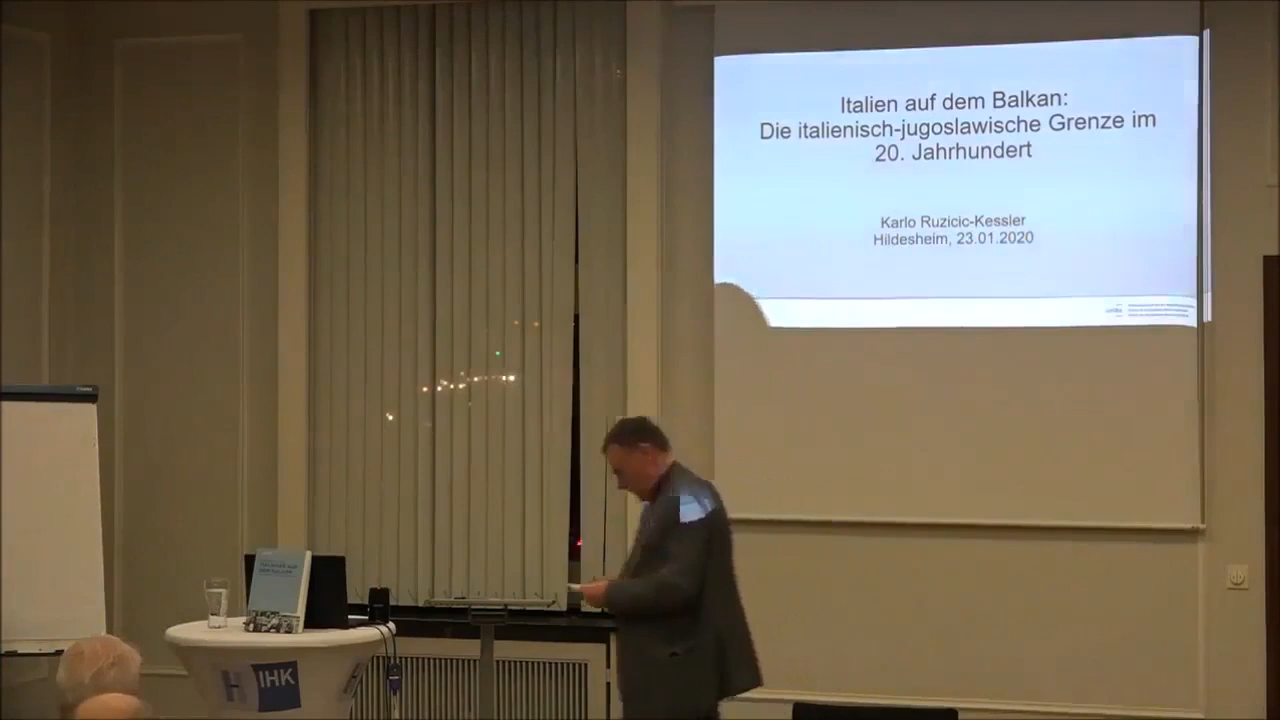 Italien auf dem Balkan:
Die italienisch-jugoslawische Grenze im
20. Jahrhundert
Karlo Ruzicic-Kessler
Hildesheim, 23.01.2020
H IHK